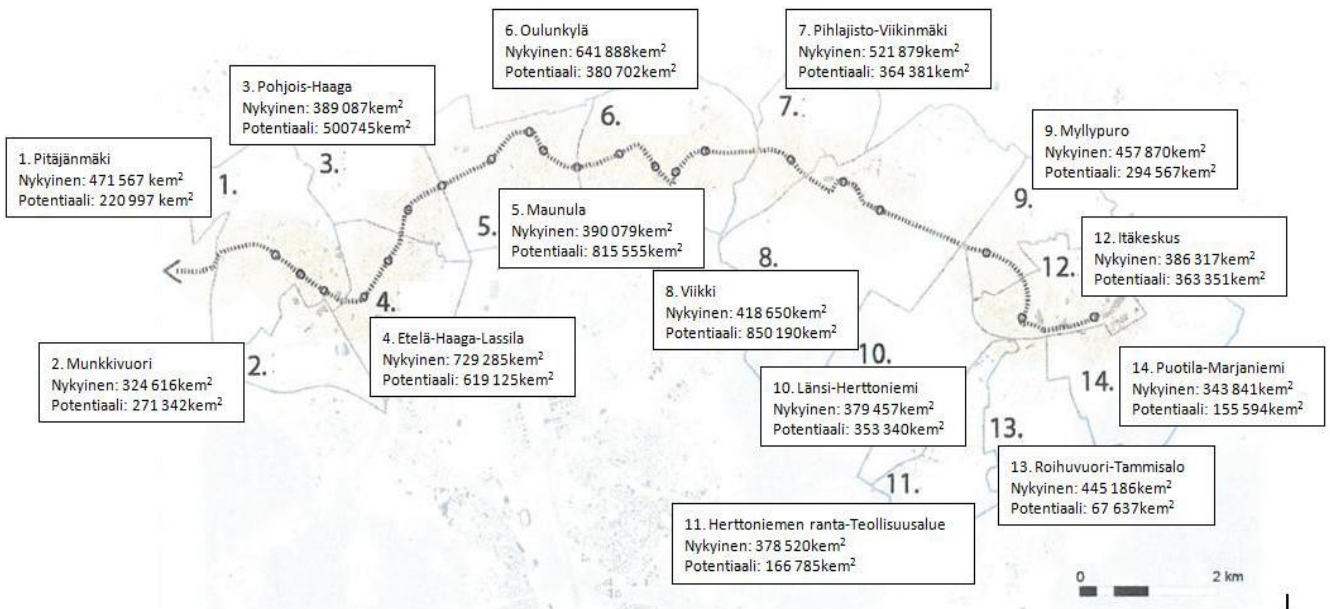 6. Oulunkylä
Nykyinen: 641 888kem²
Potentiaali: 380 702kem²
7. Pihlajisto-Viikinmäki
Nykyinen: 521 879kem²
Potentiaali: 364 381kem²
3. Pohjois-Haaga
Nykyinen: 389 087kem²
Potentiaali: 500745kem²
6.
7.
9. Myllypuro
Nykyinen: 457 870kem²
Potentiaali: 294 567kem²
1. Pitäjänmäki
Nykyinen: 471 567 kem²
Potentiaali: 220 997 kem²
1.
3.
9.
5. Maunula
Nykyinen: 390 079kem²
Potentiaali: 815 555kem²
5.
12. Itäkeskus
Nykyinen: 386 317kem²
Potentiaali: 363 351kem²
8.
12.
8. Viikki
Nykyinen: 418 650kem²
Potentiaali: 850 190kem²
4.
4. Etelä-Haaga-Lassila
Nykyinen: 729 285kem²
Potentiaali: 619 125kem²
2. Munkkivuori
Nykyinen: 324 616kem²
Potentiaali: 271 342kem²
2.
10.
10. Länsi-Herttoniemi
Nykyinen: 379 457kem²
Potentiaali: 353 340kem²
14.
14. Puotila-Marjaniemi
Nykyinen: 343 841kem²
Potentiaali: 155 594kem²
13.
13. Roihuvuori-Tammisalo
Nykyinen: 445 186kem²
Potentiaali: 67 637kem²
11.
11. Herttoniemen ranta-Teollisuusalue
Nykyinen: 378 520kem²
Potentiaali: 166 785kem²
0 2 km